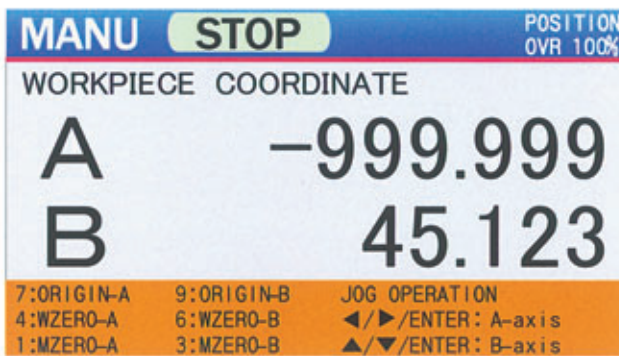 MANU STOP POSITION
OVR 100%
WORKPIECE COORDINATE
A -999.999
B 45.123
7:ORIGIN-A 9:ORIGIN-B JOG OPERATION
4:WZERO-A 6:WZERO-B ◀/▶/ENTER: A-axis
1:MZERO-A 3:MZERO-B ▲/▼/ENTER: B-axis